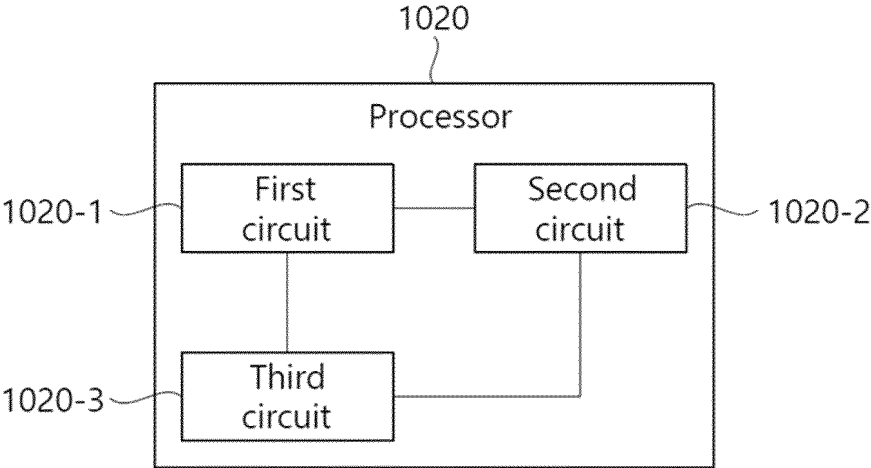 1020
Processor
First
circuit
Second
circuit
1020-1
1020-2
Third
circuit
1020-3